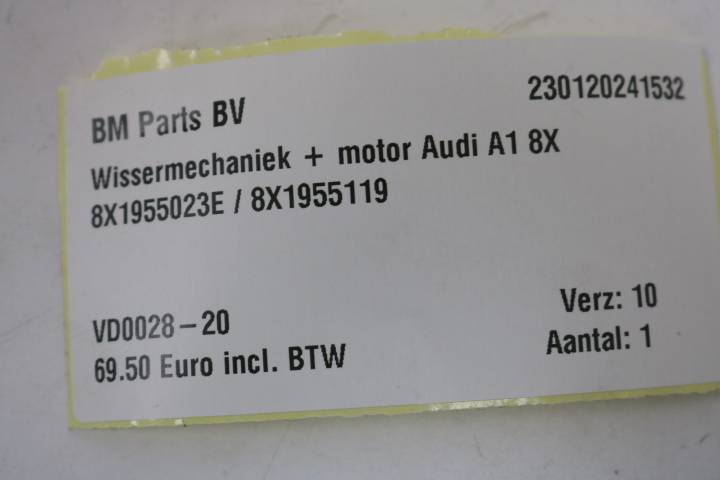 BM Parts BV
230120241532
Wissermechaniek + motor Audi A1 8X
8X1955023E / 8X1955119
Verz: 10
VD0028-20
Aantal: 1
69.50 Euro incl. BTW